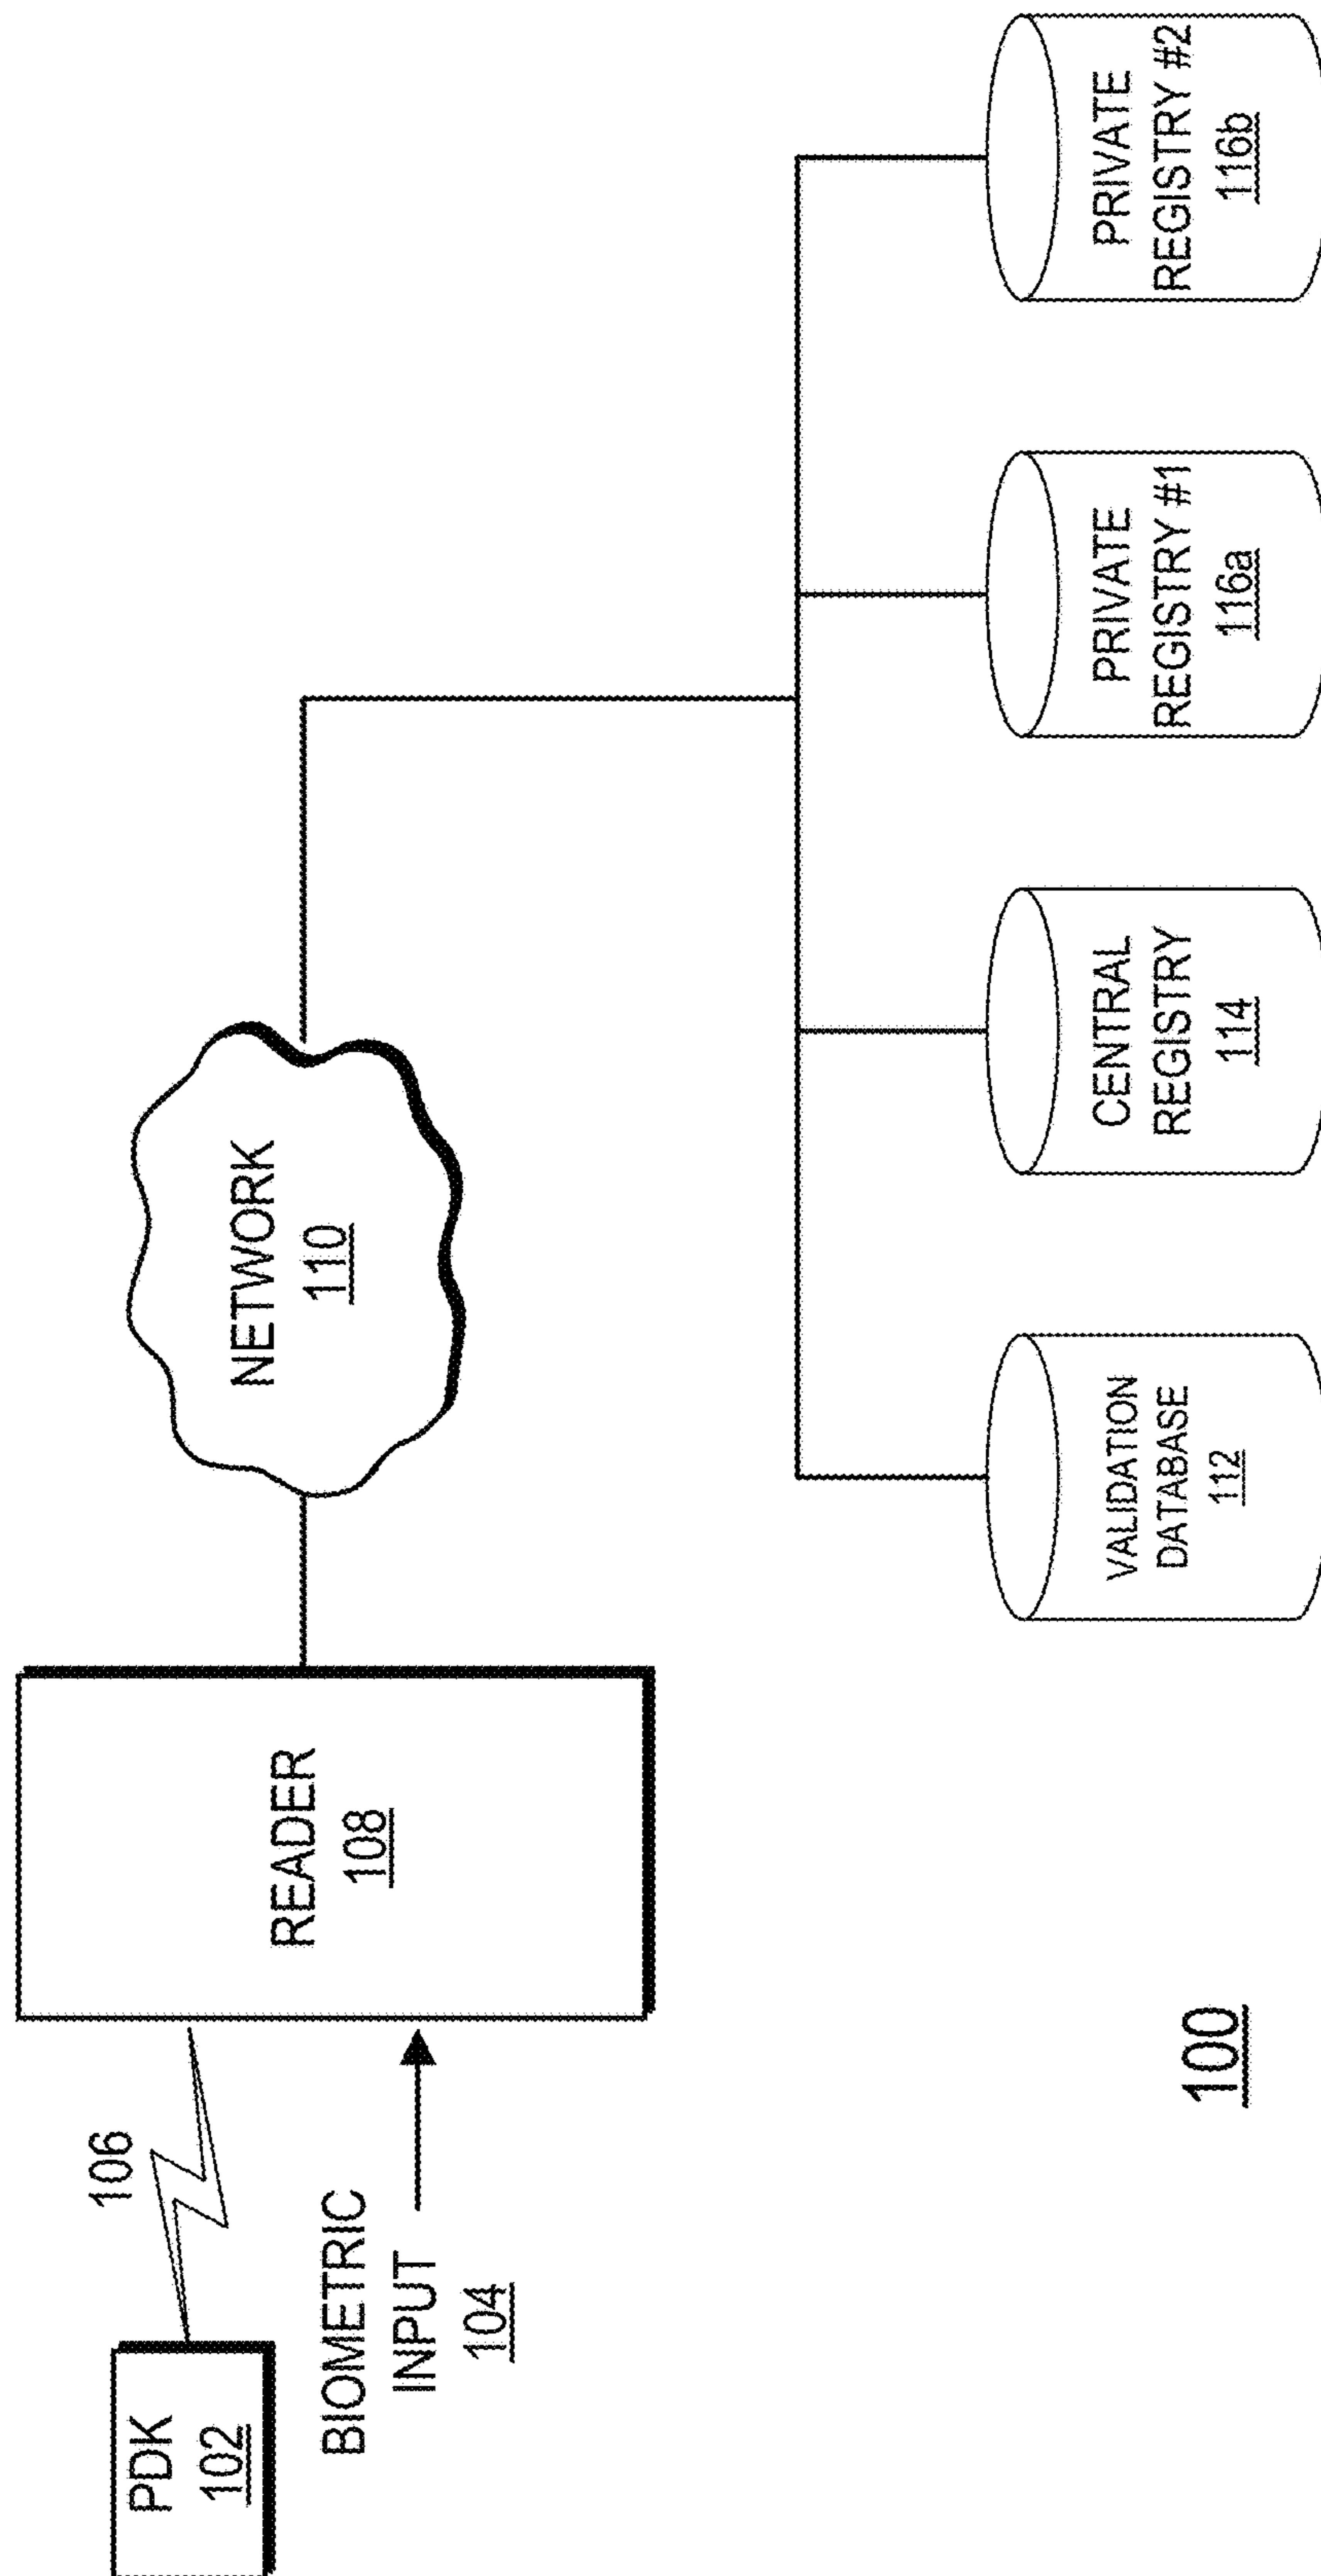 PDK
102
106
BIOMETRIC
INPUT
104
READER
108
NETWORK
110
VALIDATION
DATABASE
112
CENTRAL
REGISTRY
114
PRIVATE
REGISTRY #1
116a
PRIVATE
REGISTRY #2
116b
100